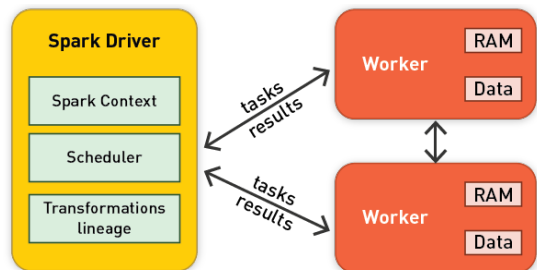 Spark Driver
Spark Context
Scheduler
Transformations
lineage
tasks
results
tasks
results
Worker
RAM
Data
Worker
RAM
Data